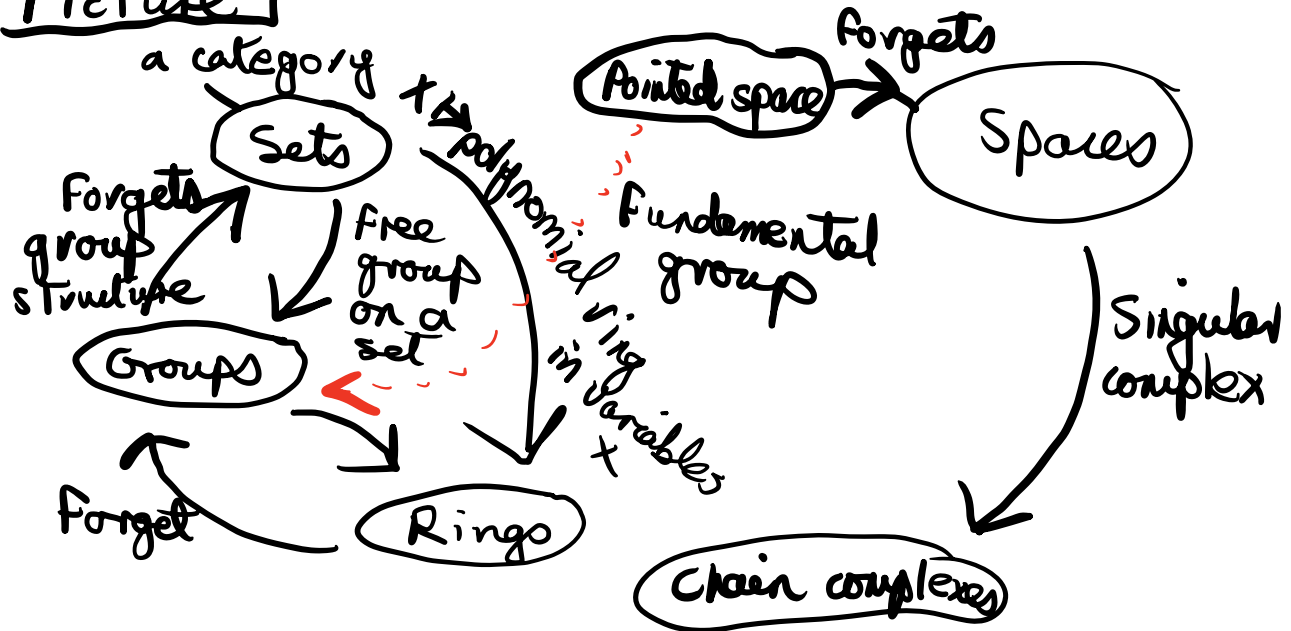 Picture
a category
Sets
Forgets
group
structure
free
group
on a
set
X ↦ polynomial ring
in variables
X
Pointed space
Forgets
Spaces
Fundamental
group
Singular
complex
Groups
Forget
Rings
Chain complexes